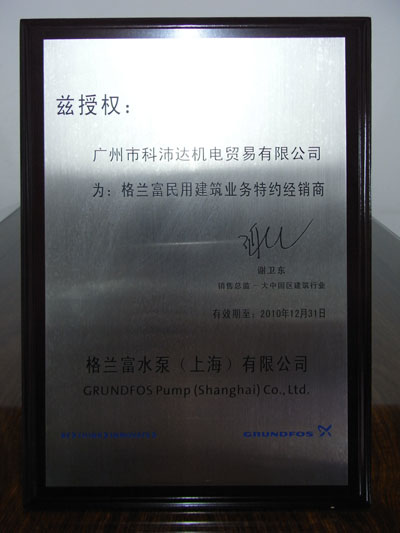 兹授权：
广州市科沛达机电贸易有限公司
为：格兰富民用建筑业务特约经销商
谢卫东
销售总监－大中国区建筑行业
有效期至：2010年12月31日
格兰富水泵（上海）有限公司
GRUNDFOS Pump (Shanghai) Co., Ltd.
GRUNDFOS